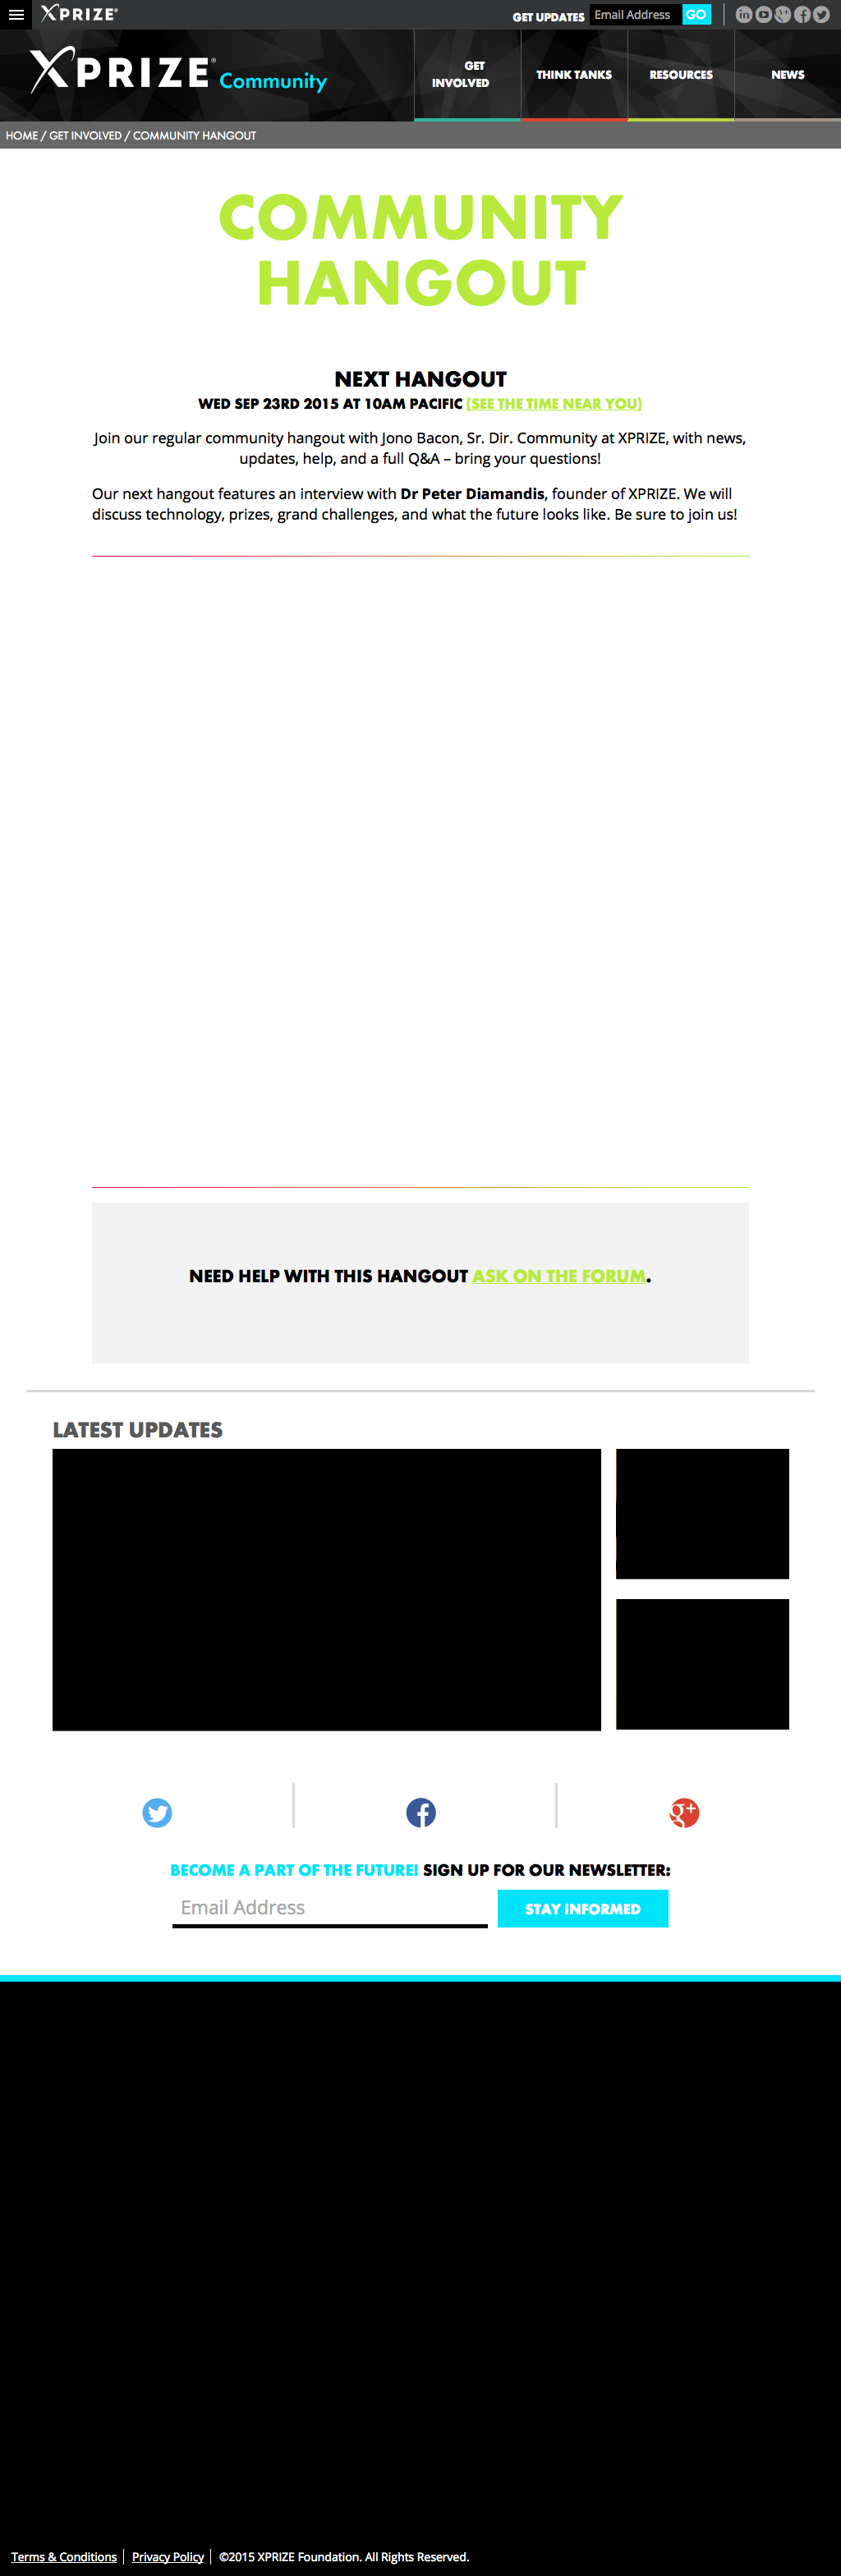 XPRIZE®
GET UPDATES Email Address GO
XPRIZE® Community
GET
INVOLVED
THINK TANKS
RESOURCES
NEWS
HOME / GET INVOLVED / COMMUNITY HANGOUT
COMMUNITY
HANGOUT
NEXT HANGOUT
WED SEP 23RD 2015 AT 10AM PACIFIC (SEE THE TIME NEAR YOU)
Join our regular community hangout with Jono Bacon, Sr. Dir. Community at XPRIZE, with news,
updates, help, and a full Q&A – bring your questions!
Our next hangout features an interview with Dr Peter Diamandis, founder of XPRIZE. We will
discuss technology, prizes, grand challenges, and what the future looks like. Be sure to join us!
NEED HELP WITH THIS HANGOUT ASK ON THE FORUM.
LATEST UPDATES
BECOME A PART OF THE FUTURE! SIGN UP FOR OUR NEWSLETTER:
Email Address
STAY INFORMED
Terms & Conditions | Privacy Policy | ©2015 XPRIZE Foundation. All Rights Reserved.